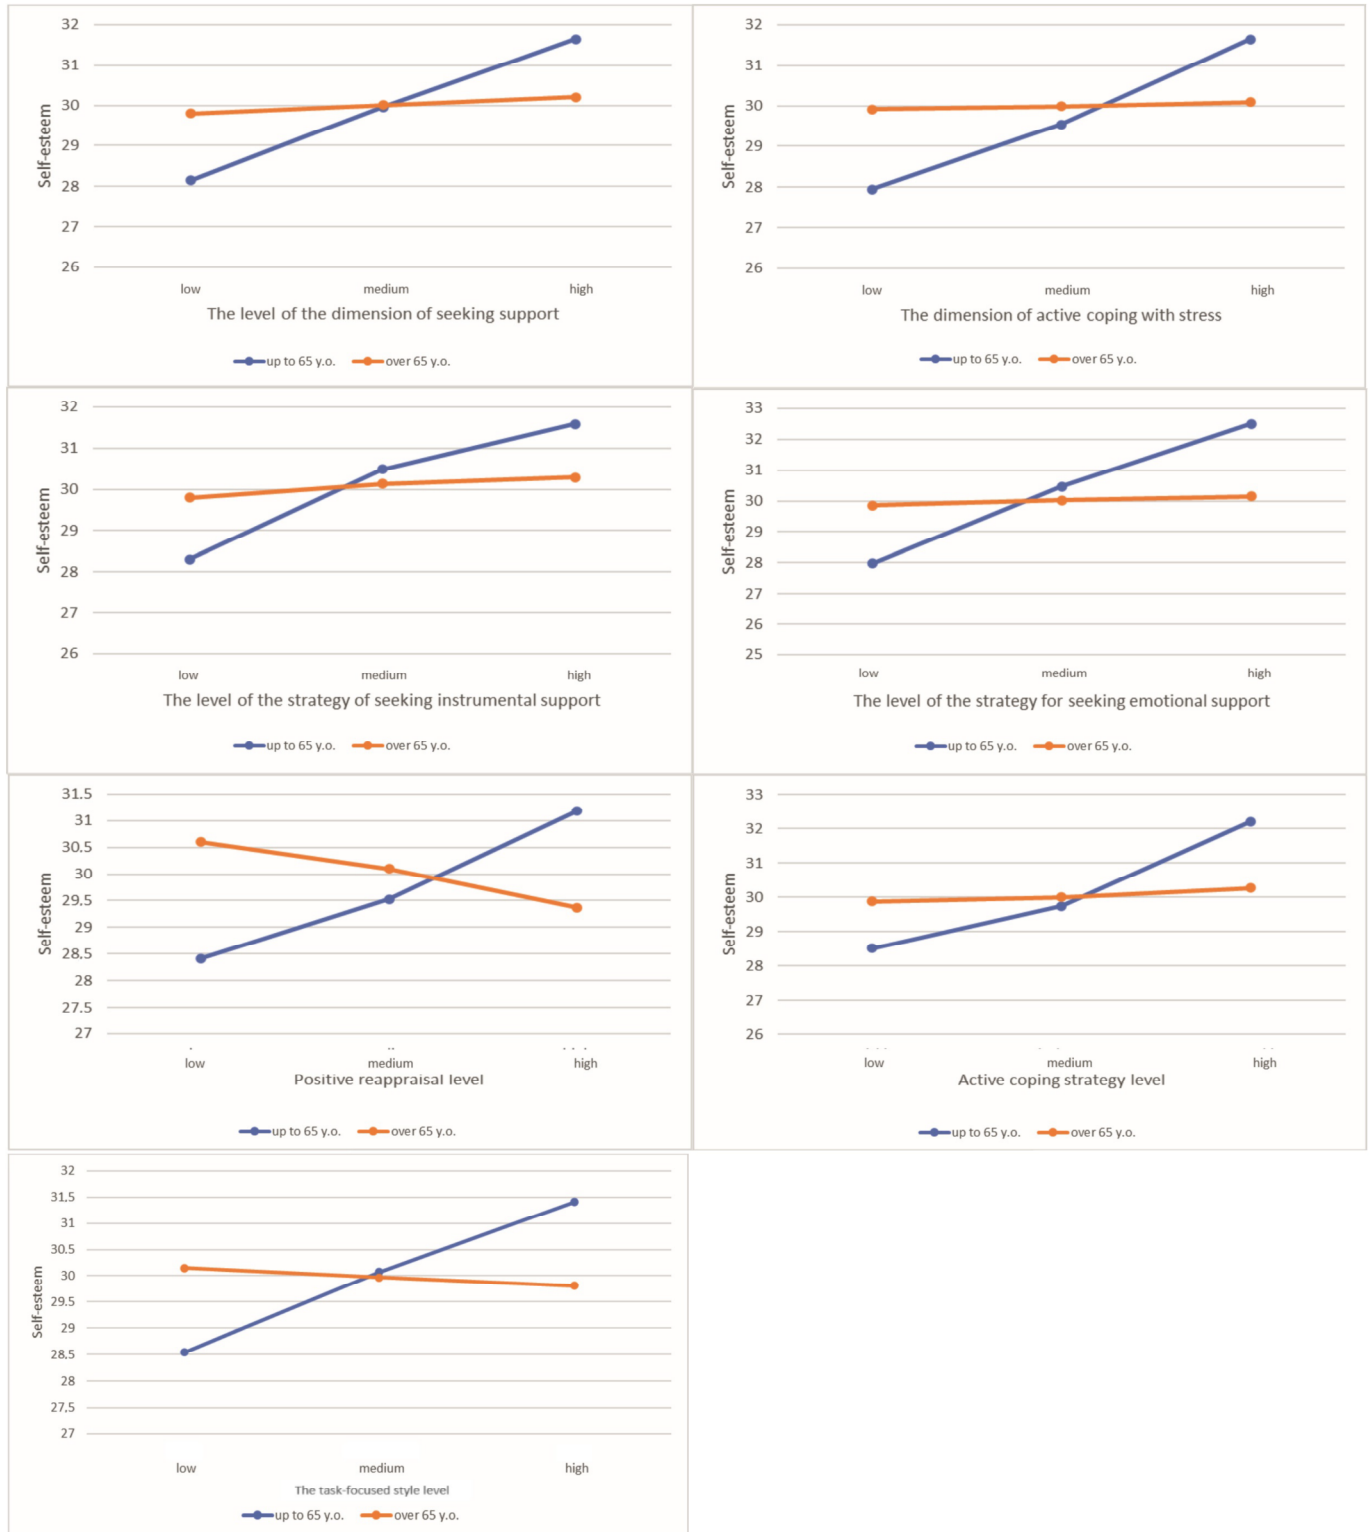 32
31
30
29
28
27
26
Self-esteem
low medium high
The level of the dimension of seeking support
up to 65 y.o. over 65 y.o.
32
31
30
29
28
27
26
Self-esteem
low medium high
The dimension of active coping with stress
up to 65 y.o. over 65 y.o.
32
31
30
29
28
27
26
Self-esteem
low medium high
The level of the strategy of seeking instrumental support
up to 65 y.o. over 65 y.o.
33
32
31
30
29
28
27
26
25
Self-esteem
low medium high
The level of the strategy for seeking emotional support
up to 65 y.o. over 65 y.o.
31.5
31
30.5
30
29.5
29
28.5
28
27.5
27
Self-esteem
low medium high
Positive reappraisal level
up to 65 y.o. over 65 y.o.
33
32
31
30
29
28
27
26
Self-esteem
low medium high
Active coping strategy level
up to 65 y.o. over 65 y.o.
32
31.5
31
30.5
30
29.5
29
28.5
28
27.5
27
Self-esteem
low medium high
The task-focused style level
up to 65 y.o. over 65 y.o.